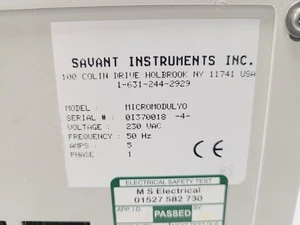 SAVANT INSTRUMENTS INC.
100 COLIN DRIVE HOLBROOK NY 11741 USA
1-631-244-2929
MODEL : MICROMODULYO
SERIAL # : 01370018 -4-
VOLTAGE : 230 VAC
FREQUENCY : 50 Hz
AMPS : 5
PHASE : 1
CE
ELECTRICAL SAFETY TEST
M S Electrical
01527 582 730
APP. I.D.
PASSED